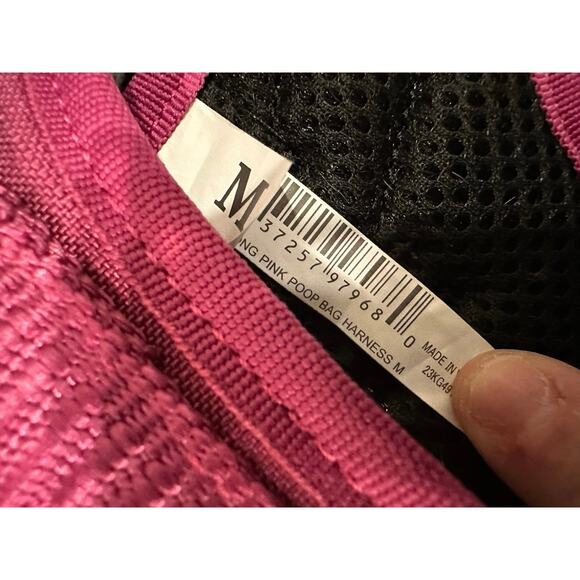 M
37257 97968 0
NG PINK POOP BAG HARNESS M
MADE IN
23KG49